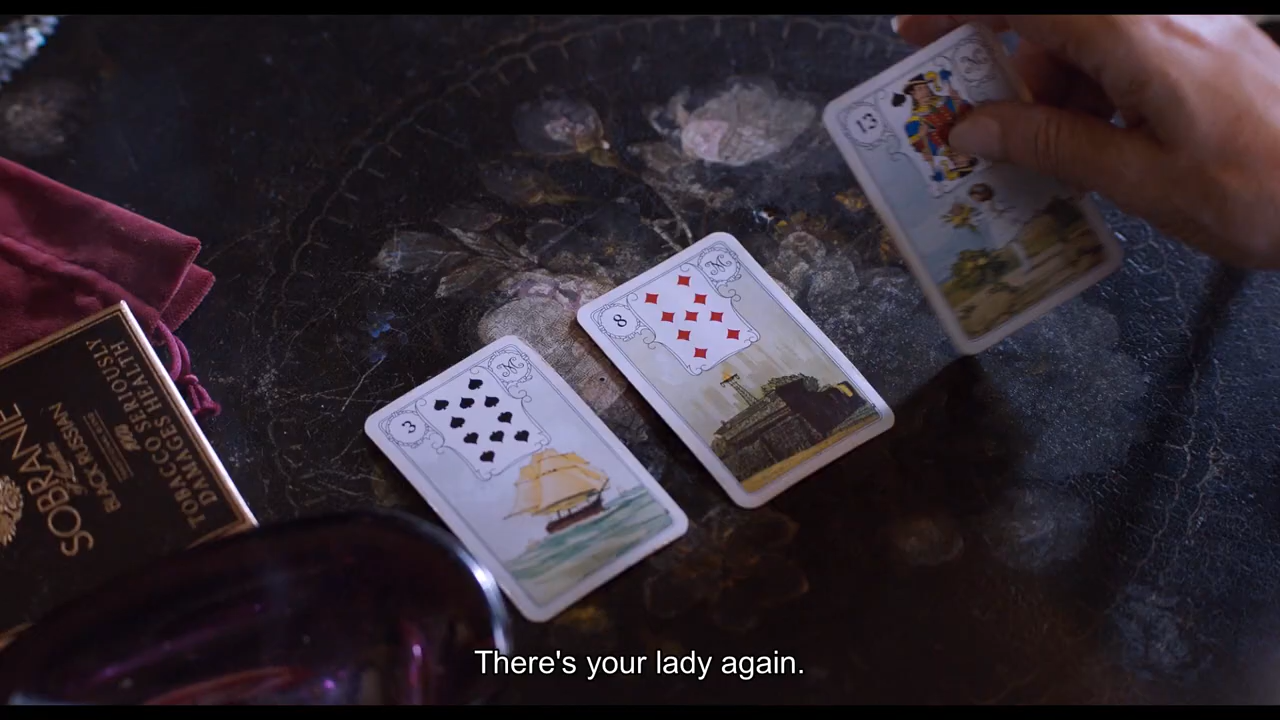 13
8
3
SOBRANIE
BLACK RUSSIAN
TOBACCO SERIOUSLY
DAMAGES HEALTH
There's your lady again.